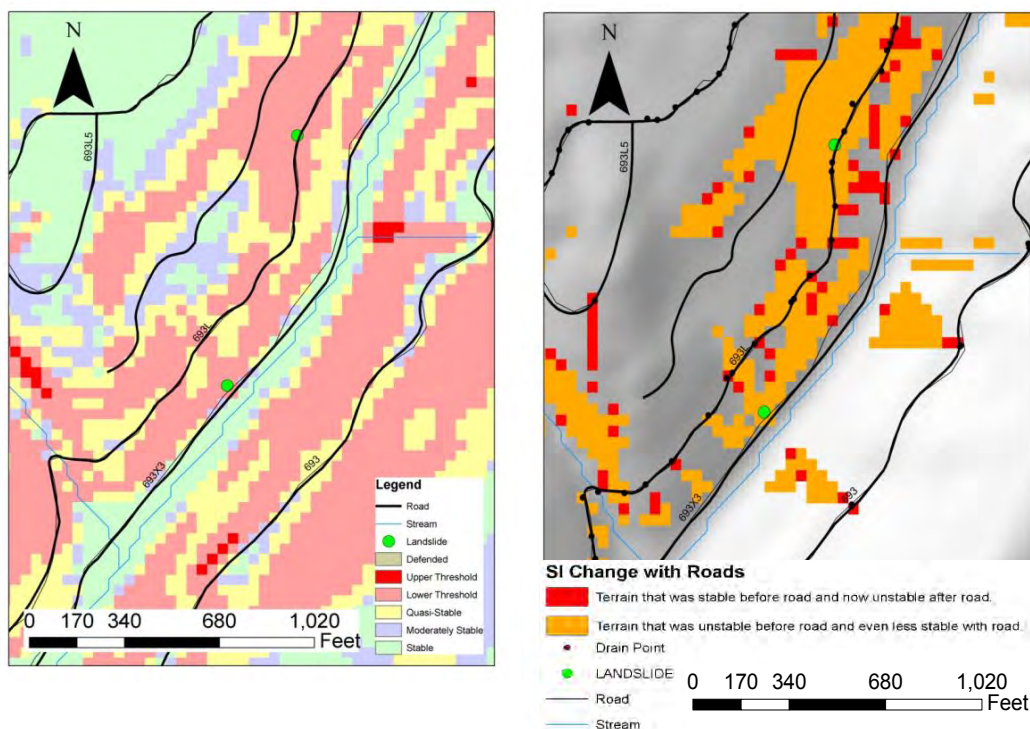 N
693L5
693L
693X3
693
Legend
Road
Stream
Landslide
Defended
Upper Threshold
Lower Threshold
Quasi-Stable
Moderately Stable
Stable
0 170 340 680 1,020
Feet
N
693L5
693L
693X3
693
SI Change with Roads
Terrain that was stable before road and now unstable after road.
Terrain that was unstable before road and even less stable with road.
Drain Point
LANDSLIDE
Road
Stream
0 170 340 680 1,020
Feet